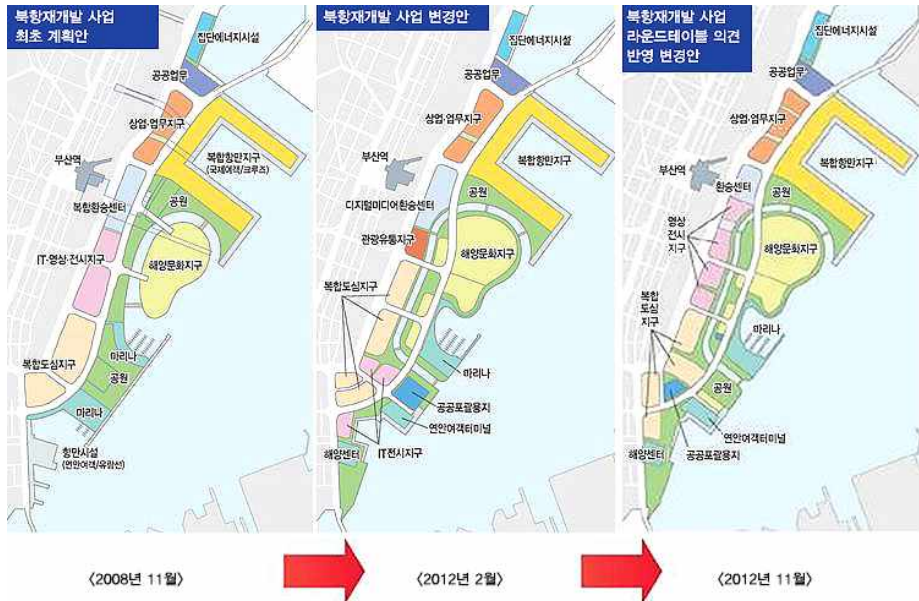 북항재개발 사업
최초 계획안
집단에너지시설
공공업무
상업·업무지구
복합항만지구
(국제여객/크루즈)
부산역
공원
복합환승센터
IT·영상·전시지구
해양문화지구
복합도심지구
마리나
공원
마리나
항만시설
(연안여객/유람선)
〈2008년 11월〉
북항재개발 사업 변경안
집단에너지시설
공공업무
상업·업무지구
복합항만지구
부산역
공원
디지털미디어환승센터
관광유통지구
해양문화지구
복합도심지구
마리나
공공포괄용지
연안여객터미널
IT전시지구
해양센터
〈2012년 2월〉
북항재개발 사업
라운드테이블 의견
반영 변경안
집단에너지시설
공공업무
상업·업무지구
복합항만지구
부산역
환승센터
공원
영상
전시
지구
해양문화지구
복합
도심
지구
마리나
공원
연안여객터미널
해양센터
공공포괄용지
〈2012년 11월〉